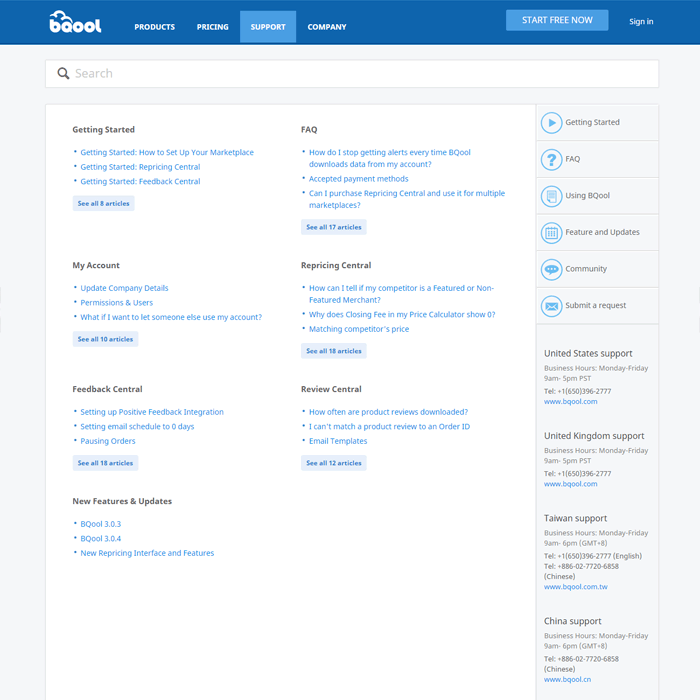 bQool
PRODUCTS
PRICING
SUPPORT
COMPANY
START FREE NOW
Sign in
Search
Getting Started
Getting Started: How to Set Up Your Marketplace
Getting Started: Repricing Central
Getting Started: Feedback Central
See all 8 articles
FAQ
How do I stop getting alerts every time BQool
downloads data from my account?
Accepted payment methods
Can I purchase Repricing Central and use it for multiple
marketplaces?
See all 17 articles
My Account
Update Company Details
Permissions & Users
What if I want to let someone else use my account?
See all 10 articles
Repricing Central
How can I tell if my competitor is a Featured or Non-
Featured Merchant?
Why does Closing Fee in my Price Calculator show 0?
Matching competitor's price
See all 18 articles
Feedback Central
Setting up Positive Feedback Integration
Setting email schedule to 0 days
Pausing Orders
See all 18 articles
Review Central
How often are product reviews downloaded?
I can't match a product review to an Order ID
Email Templates
See all 12 articles
New Features & Updates
BQool 3.0.3
BQool 3.0.4
New Repricing Interface and Features
Getting Started
FAQ
Using BQool
Feature and Updates
Community
Submit a request
United States support
Business Hours: Monday-Friday
9am- 5pm PST
Tel: +1(650)396-2777
www.bqool.com
United Kingdom support
Business Hours: Monday-Friday
9am- 5pm PST
Tel: +1(650)396-2777
www.bqool.com
Taiwan support
Business Hours: Monday-Friday
9am- 6pm (GMT+8)
Tel: +1(650)396-2777 (English)
Tel: +886-02-7720-6858
(Chinese)
www.bqool.com.tw
China support
Business Hours: Monday-Friday
9am- 6pm (GMT+8)
Tel: +886-02-7720-6858
(Chinese)
www.bqool.cn